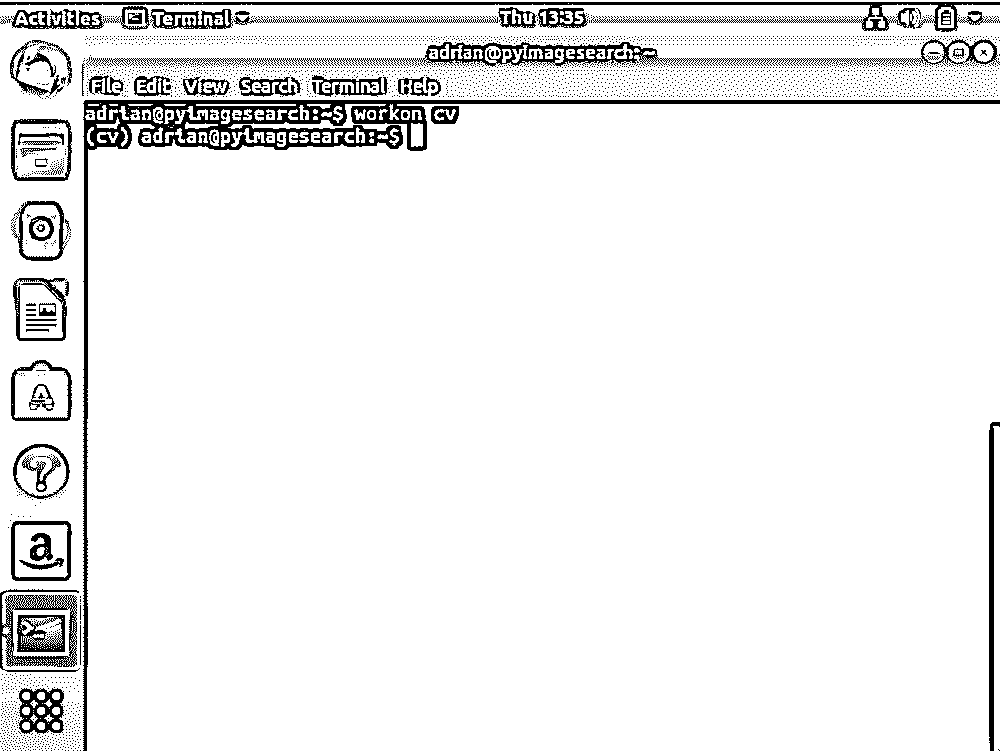 Activities Terminal Thu 13:35
adrian@pyimagesearch: ~
File Edit View Search Terminal Help
adrian@pyimagesearch:~$ workon cv
(cv) adrian@pyimagesearch:~$
A
?
a
>_